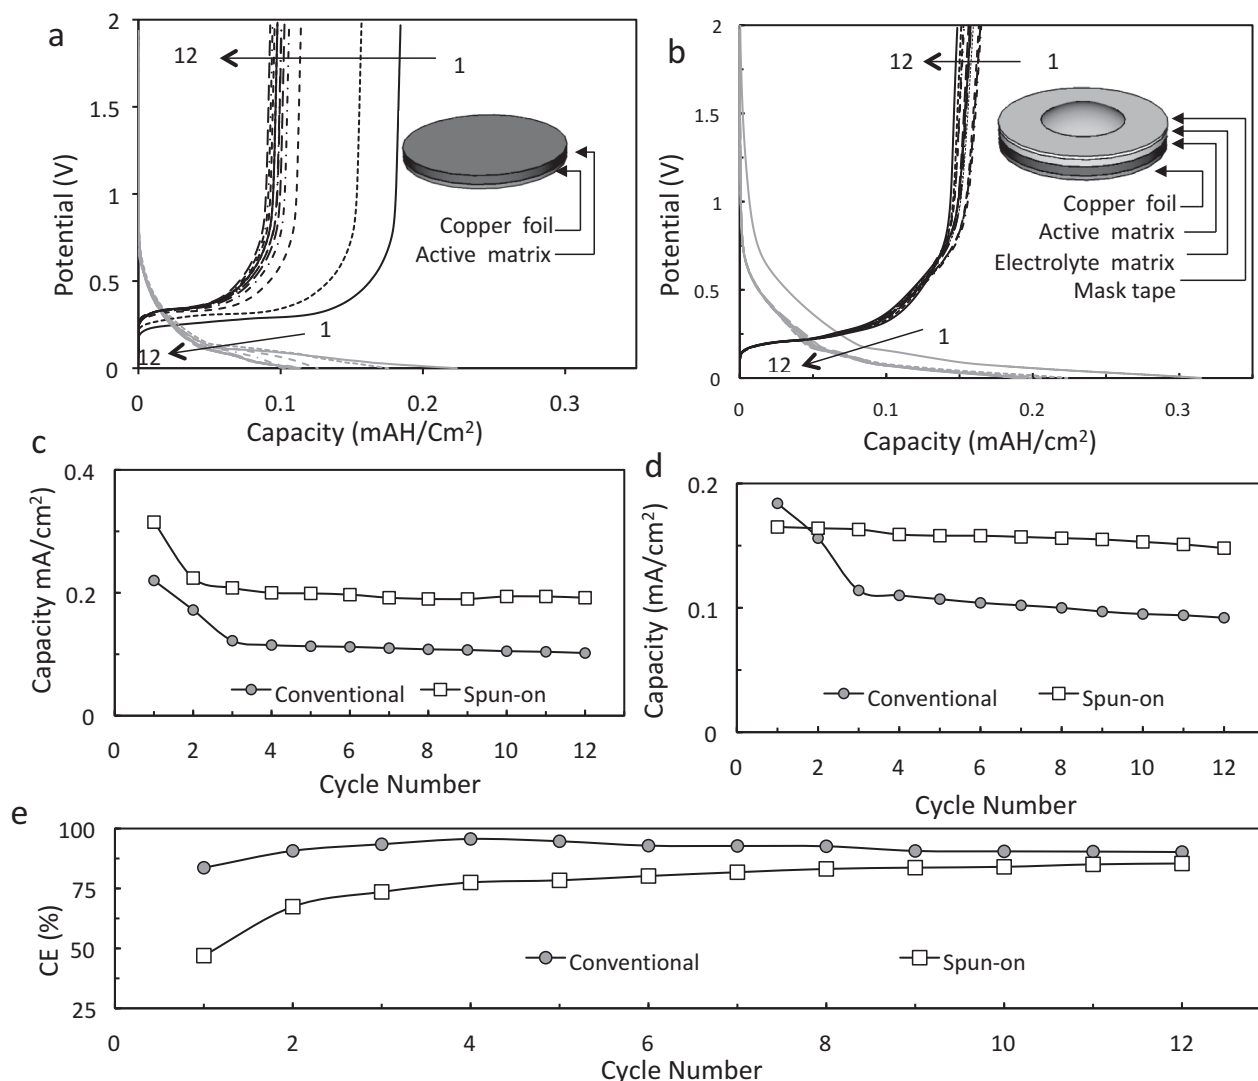 a
2
1.5
1
0.5
0
Potential (V)
12
1
Copper foil
Active matrix
12
1
0
0.1
0.2
0.3
Capacity (mAH/Cm²)
b
2
1.5
1
0.5
0
Potential (V)
12
1
Copper foil
Active matrix
Electrolyte matrix
Mask tape
12
1
0
0.1
0.2
0.3
Capacity (mAH/cm²)
c
0.4
0.3
0.2
0.1
0
Capacity mA/cm²)
Conventional
Spun-on
0
2
4
6
8
10
12
Cycle Number
d
0.2
0.1
0
Capacity (mA/cm²)
Conventional
Spun-on
0
2
4
6
8
10
12
Cycle Number
e
100
75
50
25
CE (%)
Conventional
Spun-on
0
2
4
6
8
10
12
Cycle Number